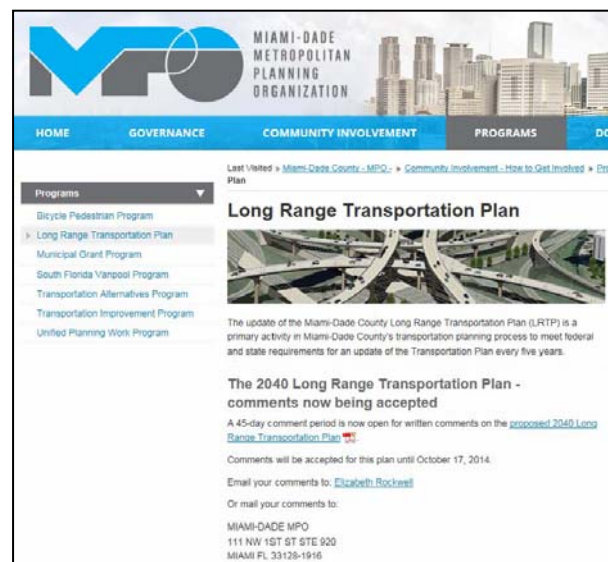 MPO
MIAMI-DADE
METROPOLITAN
PLANNING
ORGANIZATION
HOME GOVERNANCE COMMUNITY INVOLVEMENT PROGRAMS DO
Last Visited » Miami-Dade County - MPO - » Community Involvement - How to Get Involved » Pro
Plan
Programs
Bicycle Pedestrian Program
Long Range Transportation Plan
Municipal Grant Program
South Florida Vanpool Program
Transportation Alternatives Program
Transportation Improvement Program
Unified Planning Work Program
Long Range Transportation Plan
The update of the Miami-Dade County Long Range Transportation Plan (LRTP) is a
primary activity in Miami-Dade County's transportation planning process to meet federal
and state requirements for an update of the Transportation Plan every five years.
The 2040 Long Range Transportation Plan -
comments now being accepted
A 45-day comment period is now open for written comments on the proposed 2040 Long
Range Transportation Plan.
Comments will be accepted for this plan until October 17, 2014.
Email your comments to: Elizabeth Rockwell
Or mail your comments to:
MIAMI-DADE MPO
111 NW 1ST ST STE 920
MIAMI FL 33128-1916